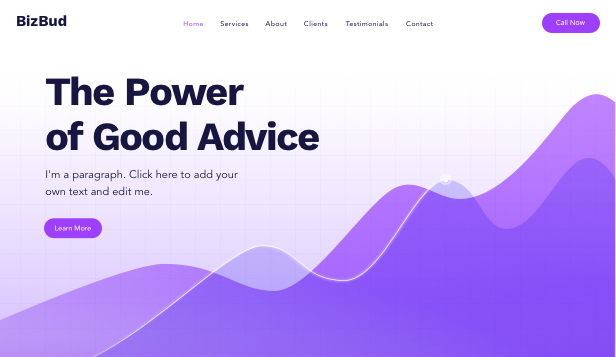 BizBud
Home Services About Clients Testimonials Contact
Call Now
The Power
of Good Advice
I'm a paragraph. Click here to add your
own text and edit me.
Learn More